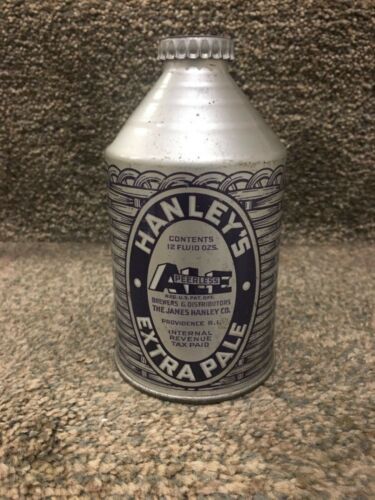 HANLEY'S
CONTENTS
12 FLUID OZS.
PEERLESS
ALE
REG. U.S. PAT. OFF.
BREWERS & DISTRIBUTORS
THE JAMES HANLEY CO.
PROVIDENCE R.I.
INTERNAL
REVENUE
TAX PAID
EXTRA PALE